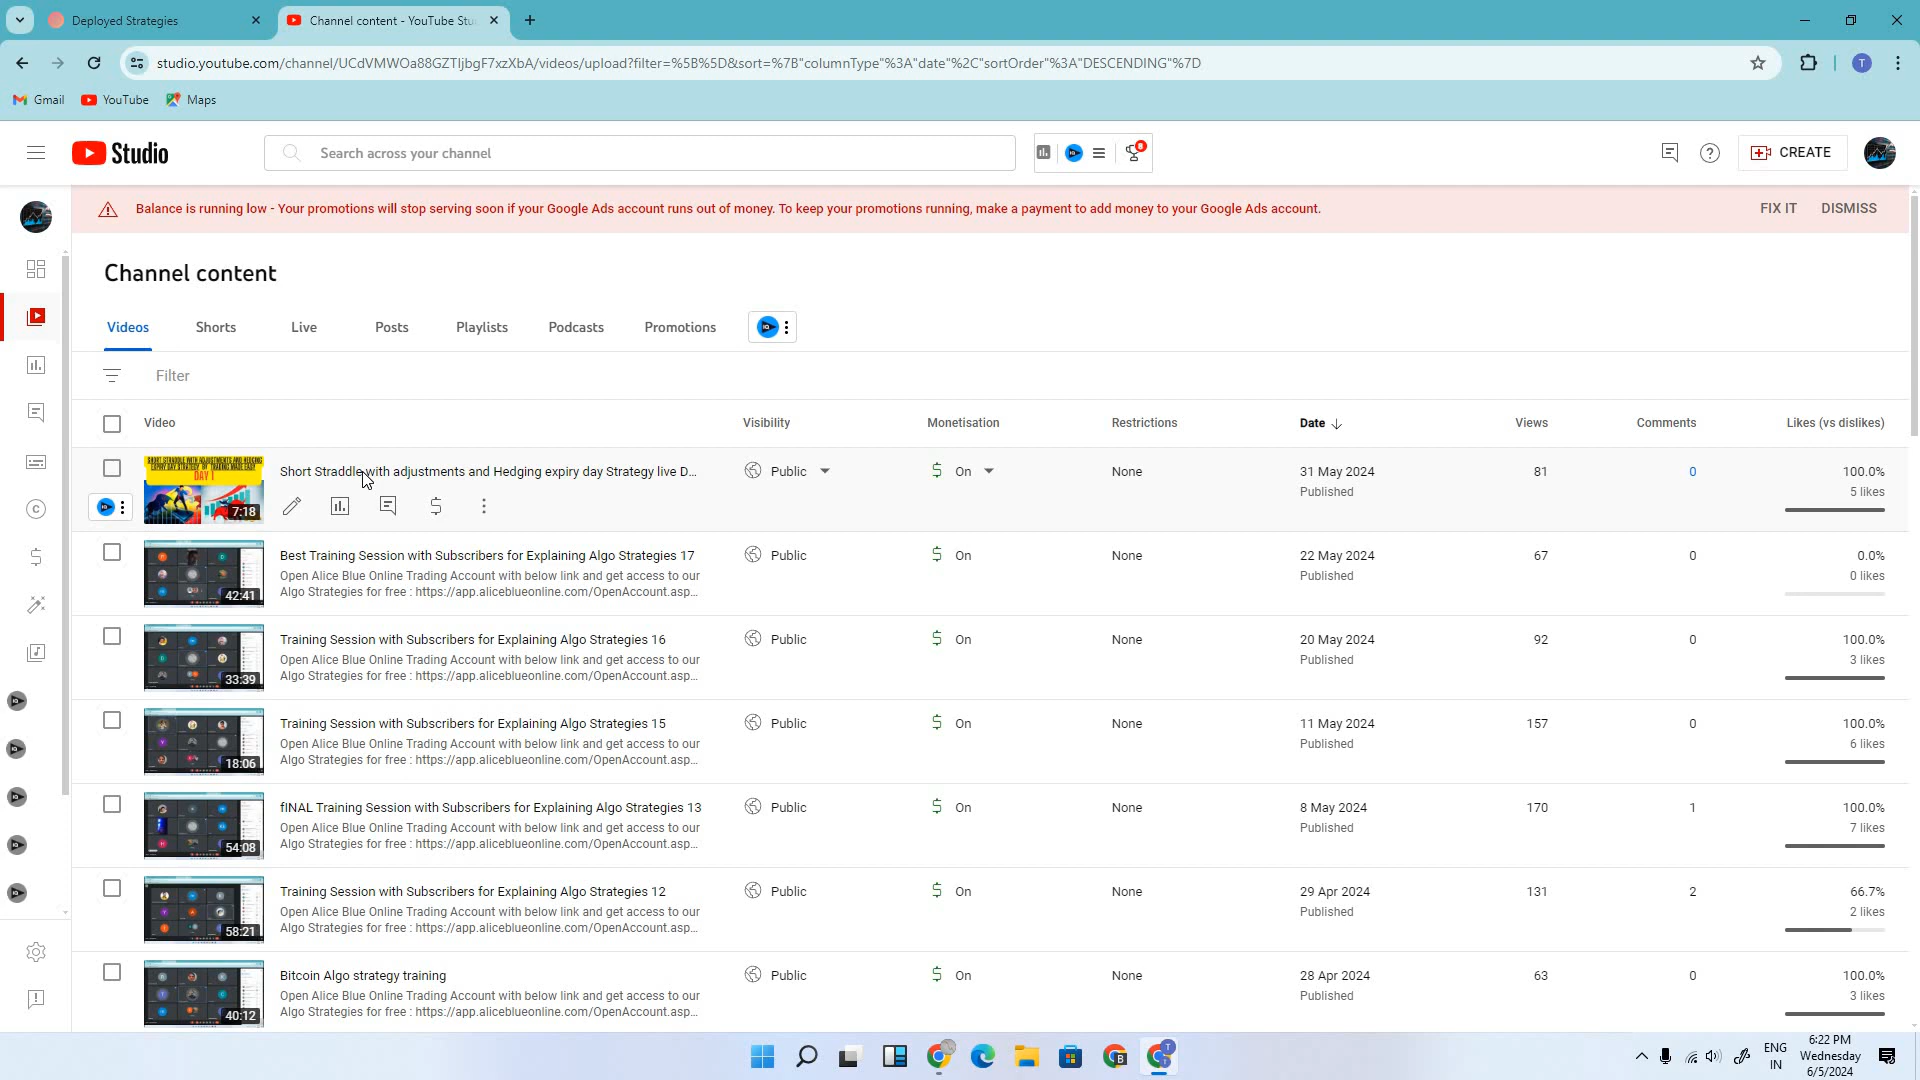 Deployed Strategies
Channel content - YouTube Stu
studio.youtube.com/channel/UCdVMWOa88GZTljbgF7xzXbA/videos/upload?filter=%5B%5D&sort=%7B"columnType"%3A"date"%2C"sortOrder"%3A"DESCENDING"%7D
T
Gmail
YouTube
Maps
Studio
Search across your channel
8
CREATE
Balance is running low - Your promotions will stop serving soon if your Google Ads account runs out of money. To keep your promotions running, make a payment to add money to your Google Ads account.
FIX IT
DISMISS
Channel content
Videos
Shorts
Live
Posts
Playlists
Podcasts
Promotions
Filter
Video
Visibility
Monetisation
Restrictions
Date
Views
Comments
Likes (vs dislikes)
SHORT STRADDLE WITH ADJUSTMENTS AND HEDGING
EXPIRY DAY STRATEGY BY TRADING MADE EASY
DAY 1
7:18
Short Straddle with adjustments and Hedging expiry day Strategy live D...
Public
On
None
31 May 2024
Published
81
0
100.0%
5 likes
42:41
Best Training Session with Subscribers for Explaining Algo Strategies 17
Open Alice Blue Online Trading Account with below link and get access to our
Algo Strategies for free : https://app.aliceblueonline.com/OpenAccount.asp...
Public
On
None
22 May 2024
Published
67
0
0.0%
0 likes
33:39
Training Session with Subscribers for Explaining Algo Strategies 16
Open Alice Blue Online Trading Account with below link and get access to our
Algo Strategies for free : https://app.aliceblueonline.com/OpenAccount.asp...
Public
On
None
20 May 2024
Published
92
0
100.0%
3 likes
18:06
Training Session with Subscribers for Explaining Algo Strategies 15
Open Alice Blue Online Trading Account with below link and get access to our
Algo Strategies for free : https://app.aliceblueonline.com/OpenAccount.asp...
Public
On
None
11 May 2024
Published
157
0
100.0%
6 likes
54:08
fINAL Training Session with Subscribers for Explaining Algo Strategies 13
Open Alice Blue Online Trading Account with below link and get access to our
Algo Strategies for free : https://app.aliceblueonline.com/OpenAccount.asp...
Public
On
None
8 May 2024
Published
170
1
100.0%
7 likes
58:21
Training Session with Subscribers for Explaining Algo Strategies 12
Open Alice Blue Online Trading Account with below link and get access to our
Algo Strategies for free : https://app.aliceblueonline.com/OpenAccount.asp...
Public
On
None
29 Apr 2024
Published
131
2
66.7%
2 likes
40:12
Bitcoin Algo strategy training
Open Alice Blue Online Trading Account with below link and get access to our
Algo Strategies for free : https://app.aliceblueonline.com/OpenAccount.asp...
Public
On
None
28 Apr 2024
Published
63
0
100.0%
3 likes
ENG
IN
6:22 PM
Wednesday
6/5/2024